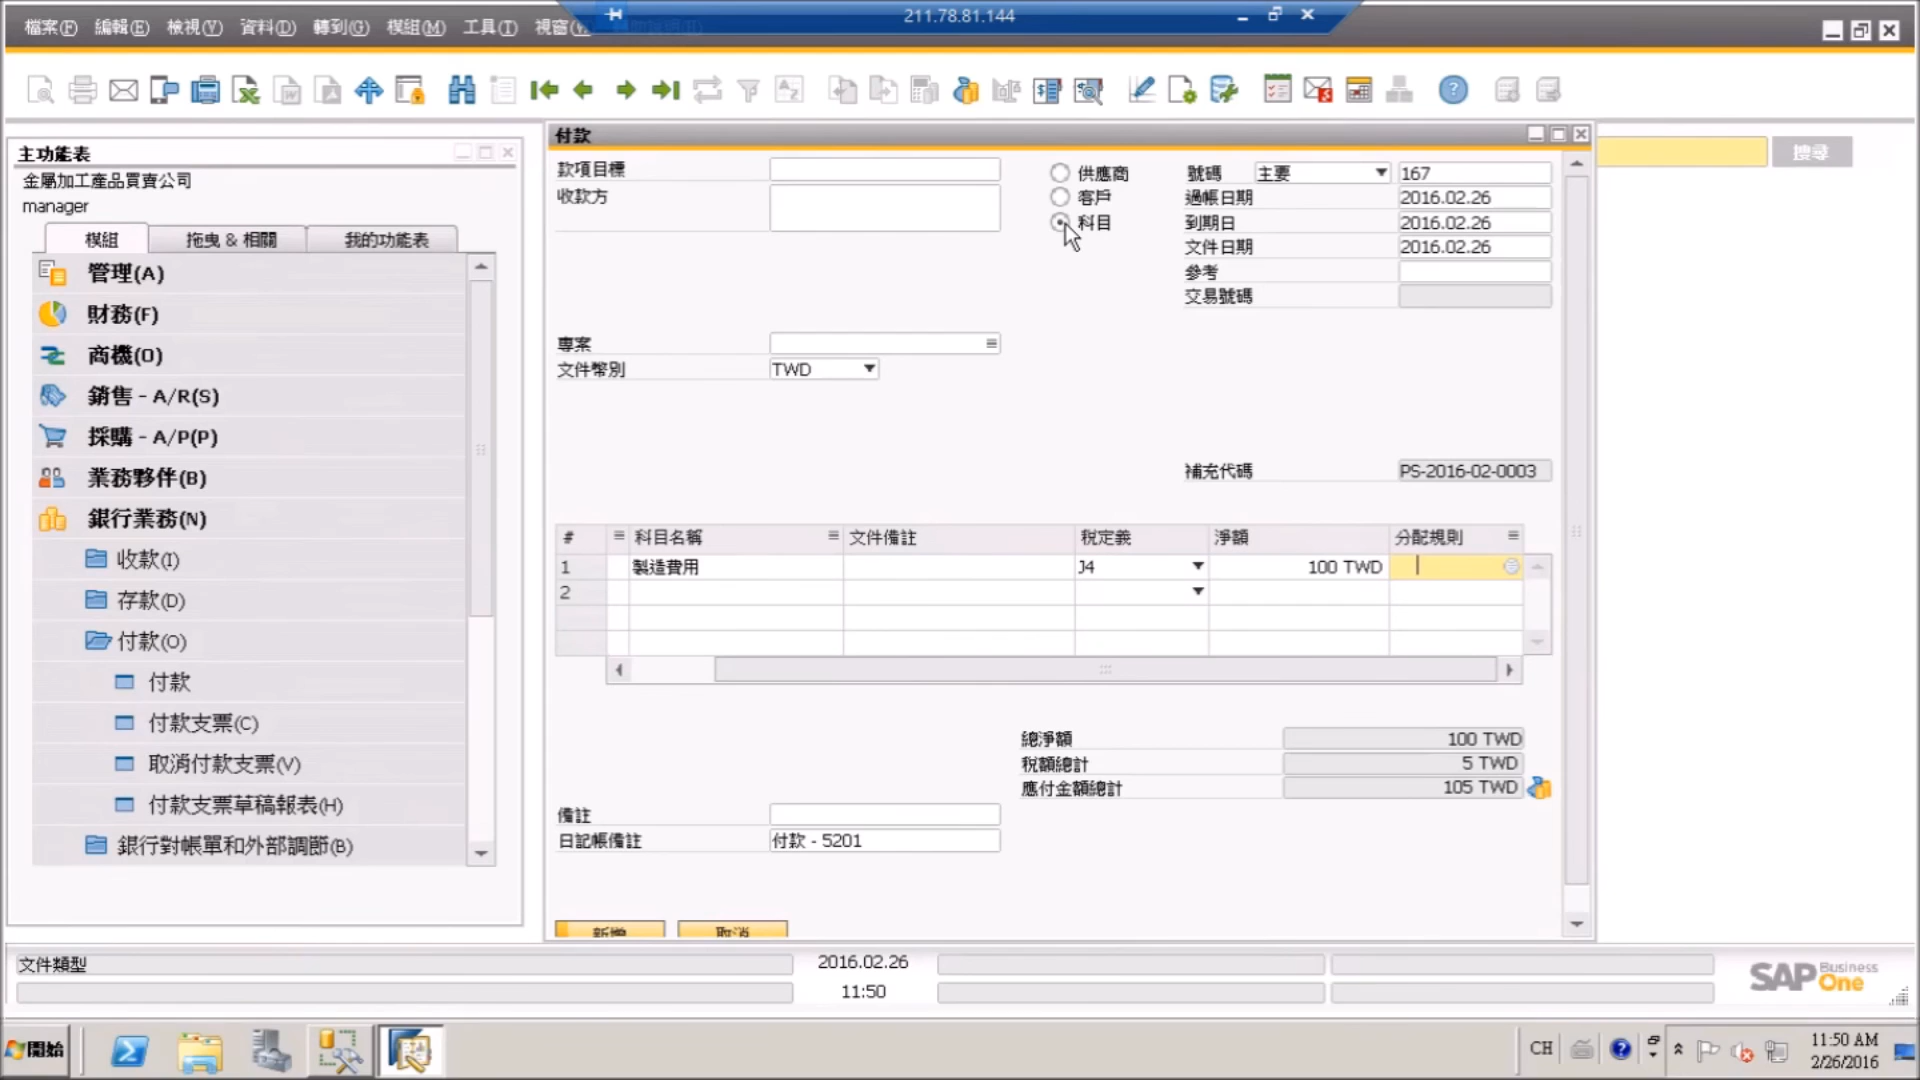 211.78.81.144
檔案(F) 編輯(E) 檢視(V) 資料(D) 轉到(G) 模組(M) 工具(T) 視窗(W)
主功能表
金屬加工產品買賣公司
manager
模組 拖曳 & 相關 我的功能表
管理(A)
財務(F)
商機(O)
銷售 - A/R(S)
採購 - A/P(P)
業務夥伴(B)
銀行業務(N)
收款(I)
存款(D)
付款(O)
付款
付款支票(C)
取消付款支票(V)
付款支票草稿報表(H)
銀行對帳單和外部調節(B)
付款
搜尋
款項目標
收款方
供應商
客戶
科目
號碼 主要 167
過帳日期 2016.02.26
到期日 2016.02.26
文件日期 2016.02.26
參考
交易號碼
專案
文件幣別 TWD
補充代碼 PS-2016-02-0003
# 科目名稱 文件備註 稅定義 淨額 分配規則
1 製造費用 J4 100 TWD
2
總淨額 100 TWD
稅額總計 5 TWD
應付金額總計 105 TWD
備註
日記帳備註 付款 - 5201
新增 取消
文件類型 2016.02.26
11:50
SAP Business One
開始
CH
11:50 AM
2/26/2016